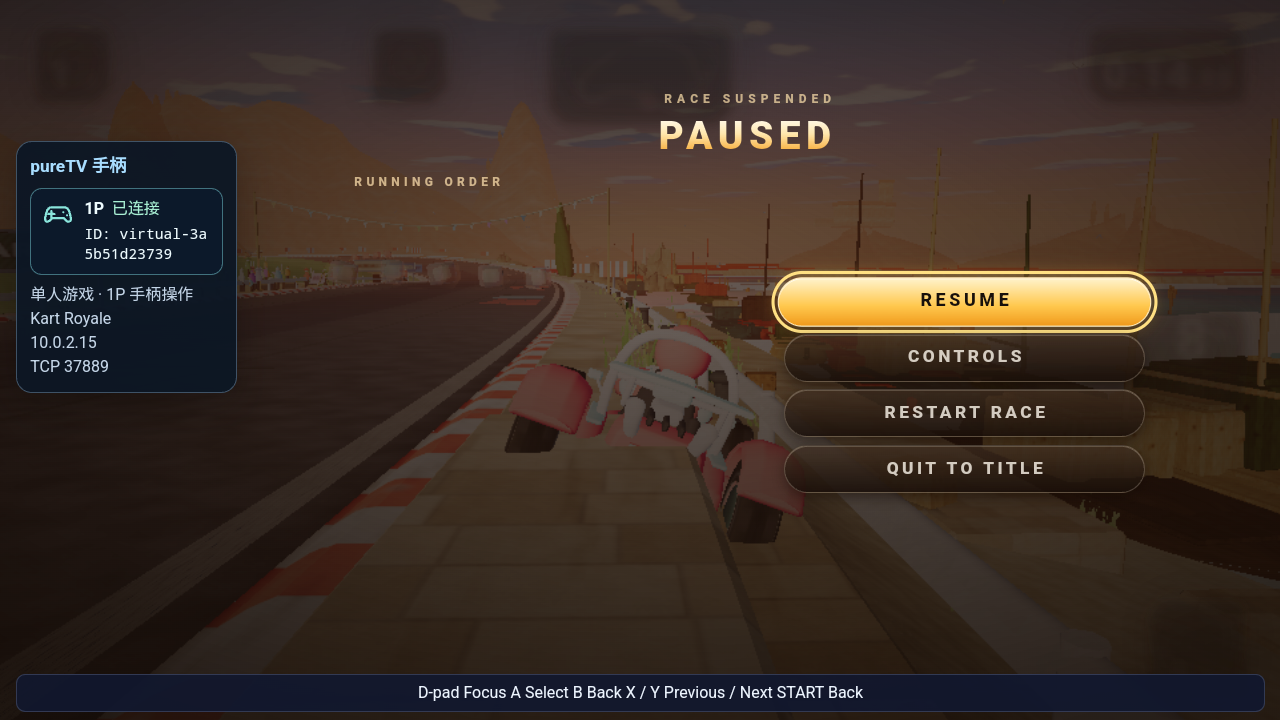 RACE SUSPENDED
PAUSED
pureTV 手柄
1P 已连接
ID: virtual-3a
5b51d23739
单人游戏 · 1P 手柄操作
Kart Royale
10.0.2.15
TCP 37889
RUNNING ORDER
RESUME
CONTROLS
RESTART RACE
QUIT TO TITLE
D-pad Focus A Select B Back X / Y Previous / Next START Back